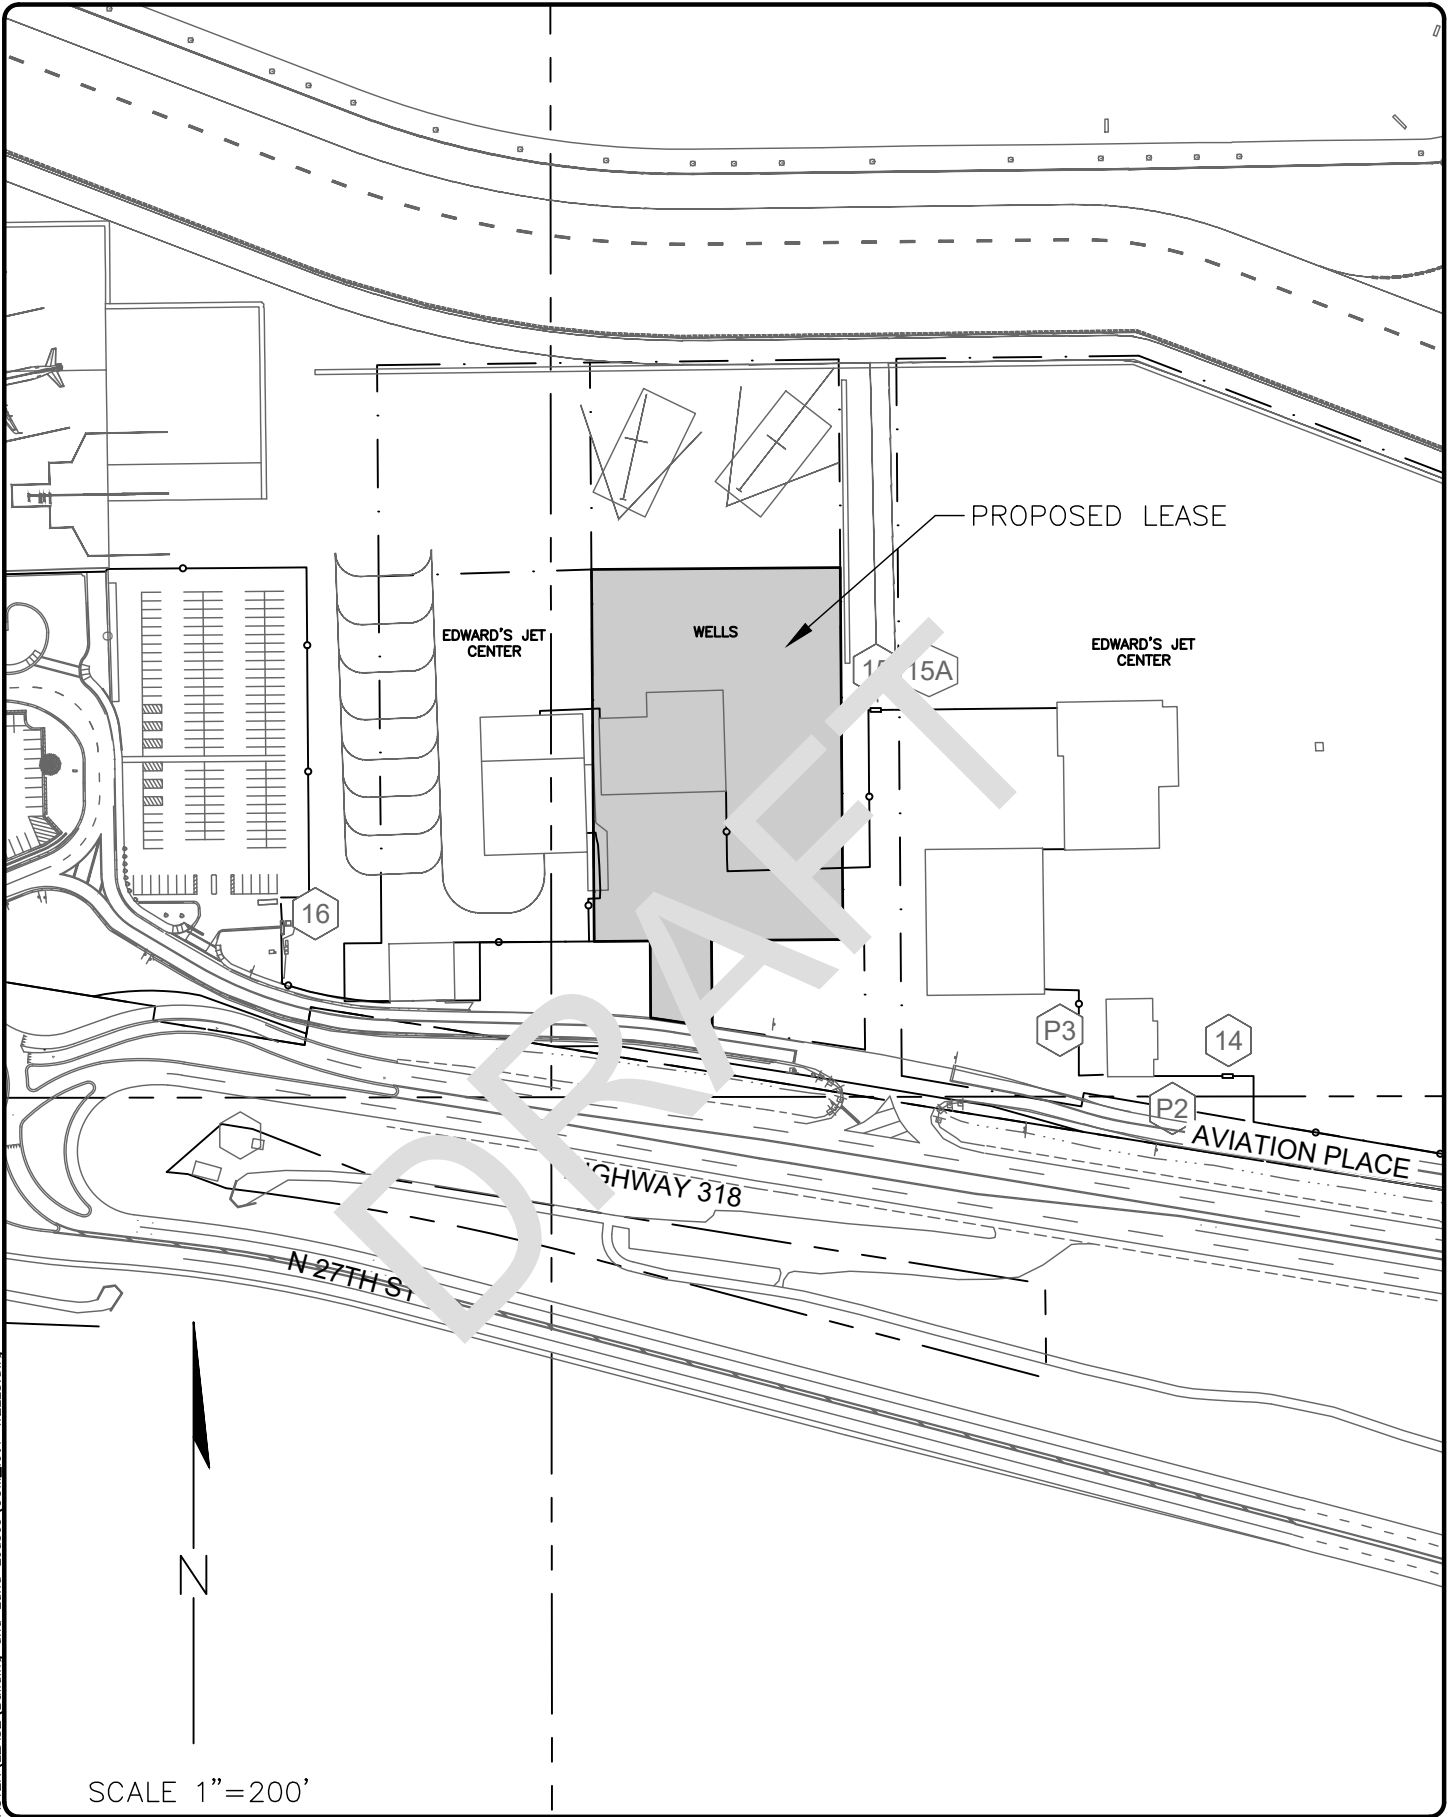 PROPOSED LEASE
EDWARD'S JET
CENTER
WELLS
EDWARD'S JET
CENTER
15A
16
P3
14
P2
AVIATION PLACE
HIGHWAY 318
N 27TH ST
DRAFT
N
SCALE 1"=200'